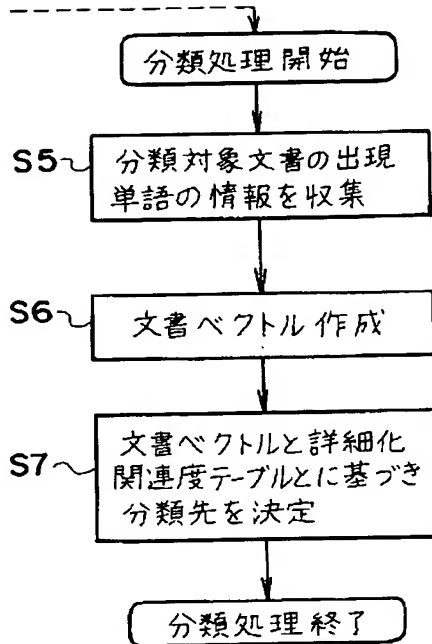 分類処理開始
S5
分類対象文書の出現
単語の情報を収集
S6
文書ベクトル作成
S7
文書ベクトルと詳細化
関連度テーブルとに基づき
分類先を決定
分類処理終了